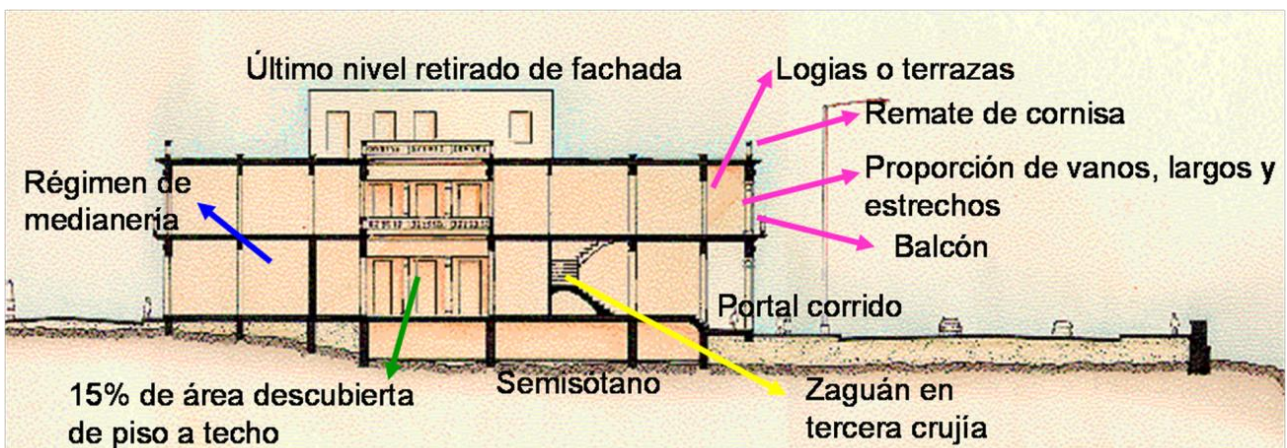 Último nivel retirado de fachada
Logias o terrazas
Remate de cornisa
Régimen de
medianería
Proporción de vanos, largos y
estrechos
Balcón
Portal corrido
Semisótano
15% de área descubierta
de piso a techo
Zaguán en
tercera crujía